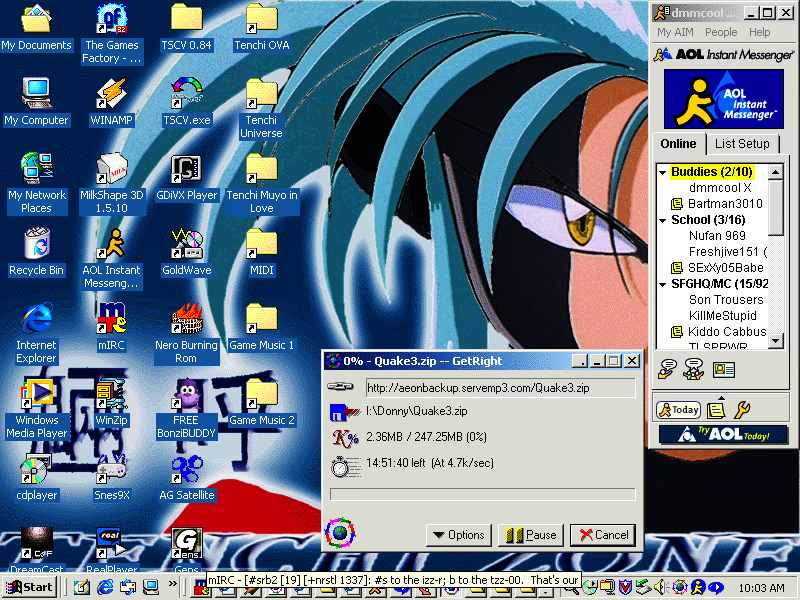 My Documents
The Games
Factory - ...
TSCV 0.84
Tenchi OVA
My Computer
WINAMP
TSCV.exe
Tenchi
Universe
My Network
Places
MilkShape 3D
1.5.10
GDiVX Player
Tenchi Muyo in
Love
Recycle Bin
AOL Instant
Messeng...
GoldWave
MIDI
Internet
Explorer
mIRC
Nero Burning
Rom
Game Music 1
Windows
Media Player
WinZip
FREE
BonziBUDDY
Game Music 2
cdplayer
Snes9X
AG Satellite
DreamCast
RealPlayer
Gens
dmmcool ...
My AIM People Help
AOL Instant Messenger
AOL
Instant
Messenger
Online List Setup
Buddies (2/10)
dmmcool X
Bartman3010
School (3/16)
Nufan 969
Freshjive151 (
SExXy05Babe
SFGHQ/MC (15/92
Son Trousers
KillMeStupid
Kiddo Cabbus
TLSPRWR
Today
Try AOL Today!
0% - Quake3.zip -- GetRight
http://aeonbackup.servemp3.com/Quake3.zip
I:\Donny\Quake3.zip
2.36MB / 247.25MB (0%)
14:51:40 left (At 4.7k/sec)
Options Pause Cancel
Start
mIRC - [#srb2 [19] [+nrstl 1337]: #s to the izz-r; b to the tzz-00. That's our
10:03 AM